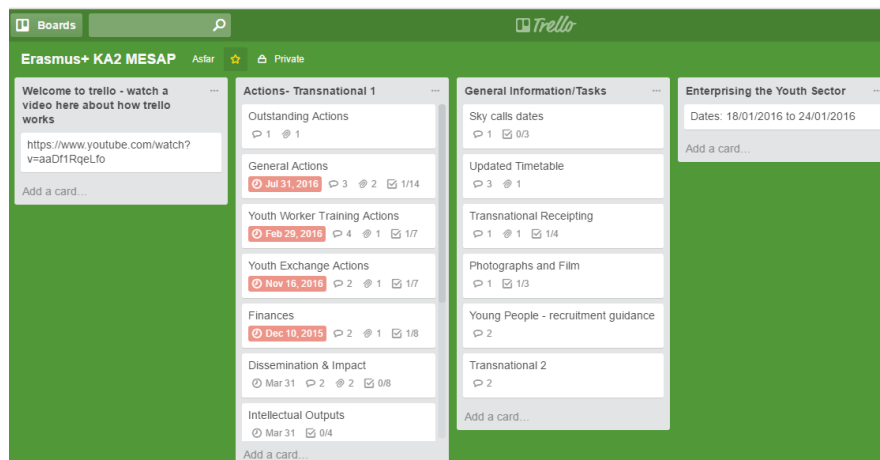 Boards
Trello
Erasmus+ KA2 MESAP Asfar Private
Welcome to trello - watch a
video here about how trello
works
https://www.youtube.com/watch?
v=aaDf1RqeLfo
Add a card...
Actions- Transnational 1
Outstanding Actions
1 1
General Actions
Jul 31, 2016 3 2 1/14
Youth Worker Training Actions
Feb 29, 2016 4 1 1/7
Youth Exchange Actions
Nov 16, 2016 2 1 1/7
Finances
Dec 10, 2015 2 1 1/8
Dissemination & Impact
Mar 31 2 2 0/8
Intellectual Outputs
Mar 31 0/4
Add a card...
General Information/Tasks
Sky calls dates
1 0/3
Updated Timetable
3 1
Transnational Receipting
1 1 1/4
Photographs and Film
1 1/3
Young People - recruitment guidance
2
Transnational 2
2
Add a card...
Enterprising the Youth Sector
Dates: 18/01/2016 to 24/01/2016
Add a card...